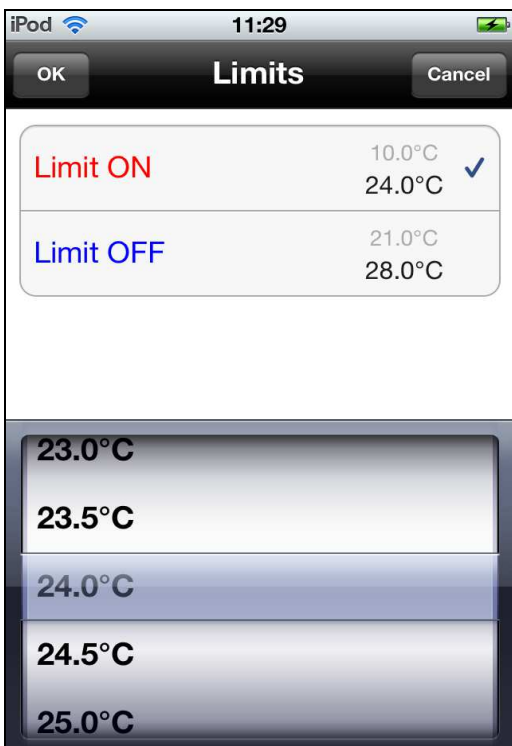 iPod 11:29
OK Limits Cancel
10.0°C
Limit ON
24.0°C
21.0°C
Limit OFF
28.0°C
23.0°C
23.5°C
24.0°C
24.5°C
25.0°C